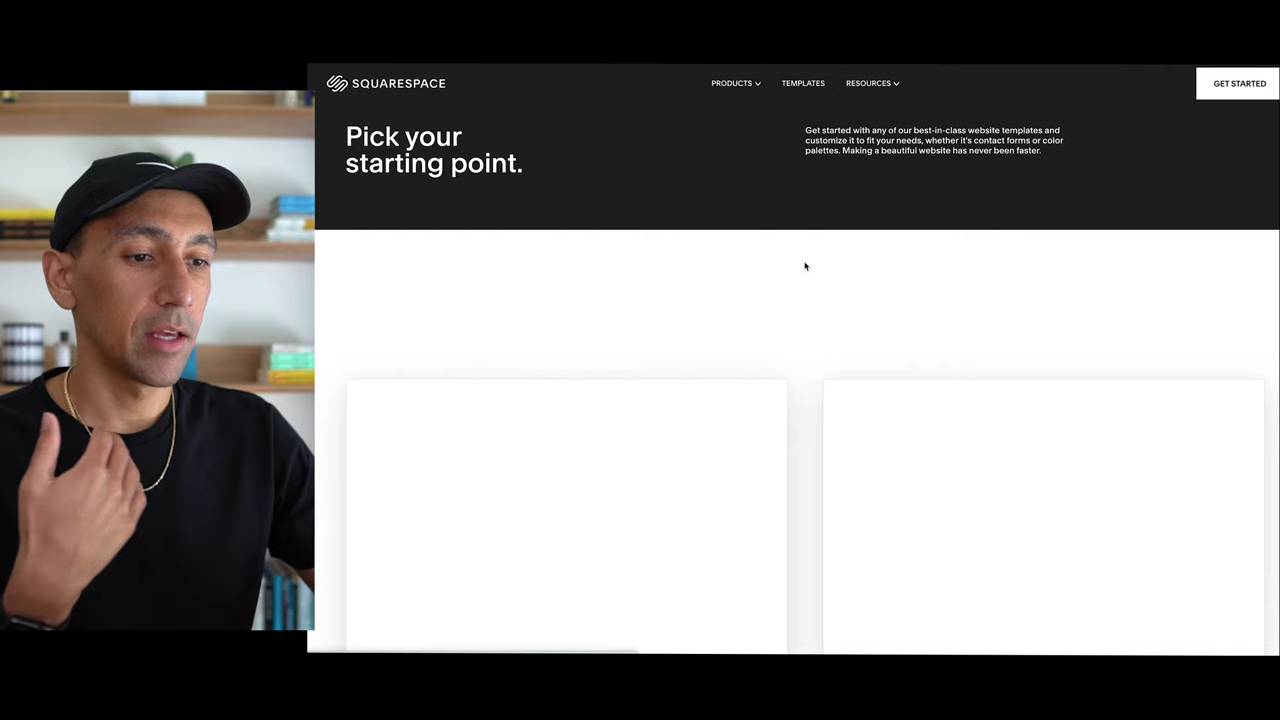 SQUARESPACE
PRODUCTS
TEMPLATES
RESOURCES
GET STARTED
Pick your
starting point.
Get started with any of our best-in-class website templates and
customize it to fit your needs, whether it's contact forms or color
palettes. Making a beautiful website has never been faster.